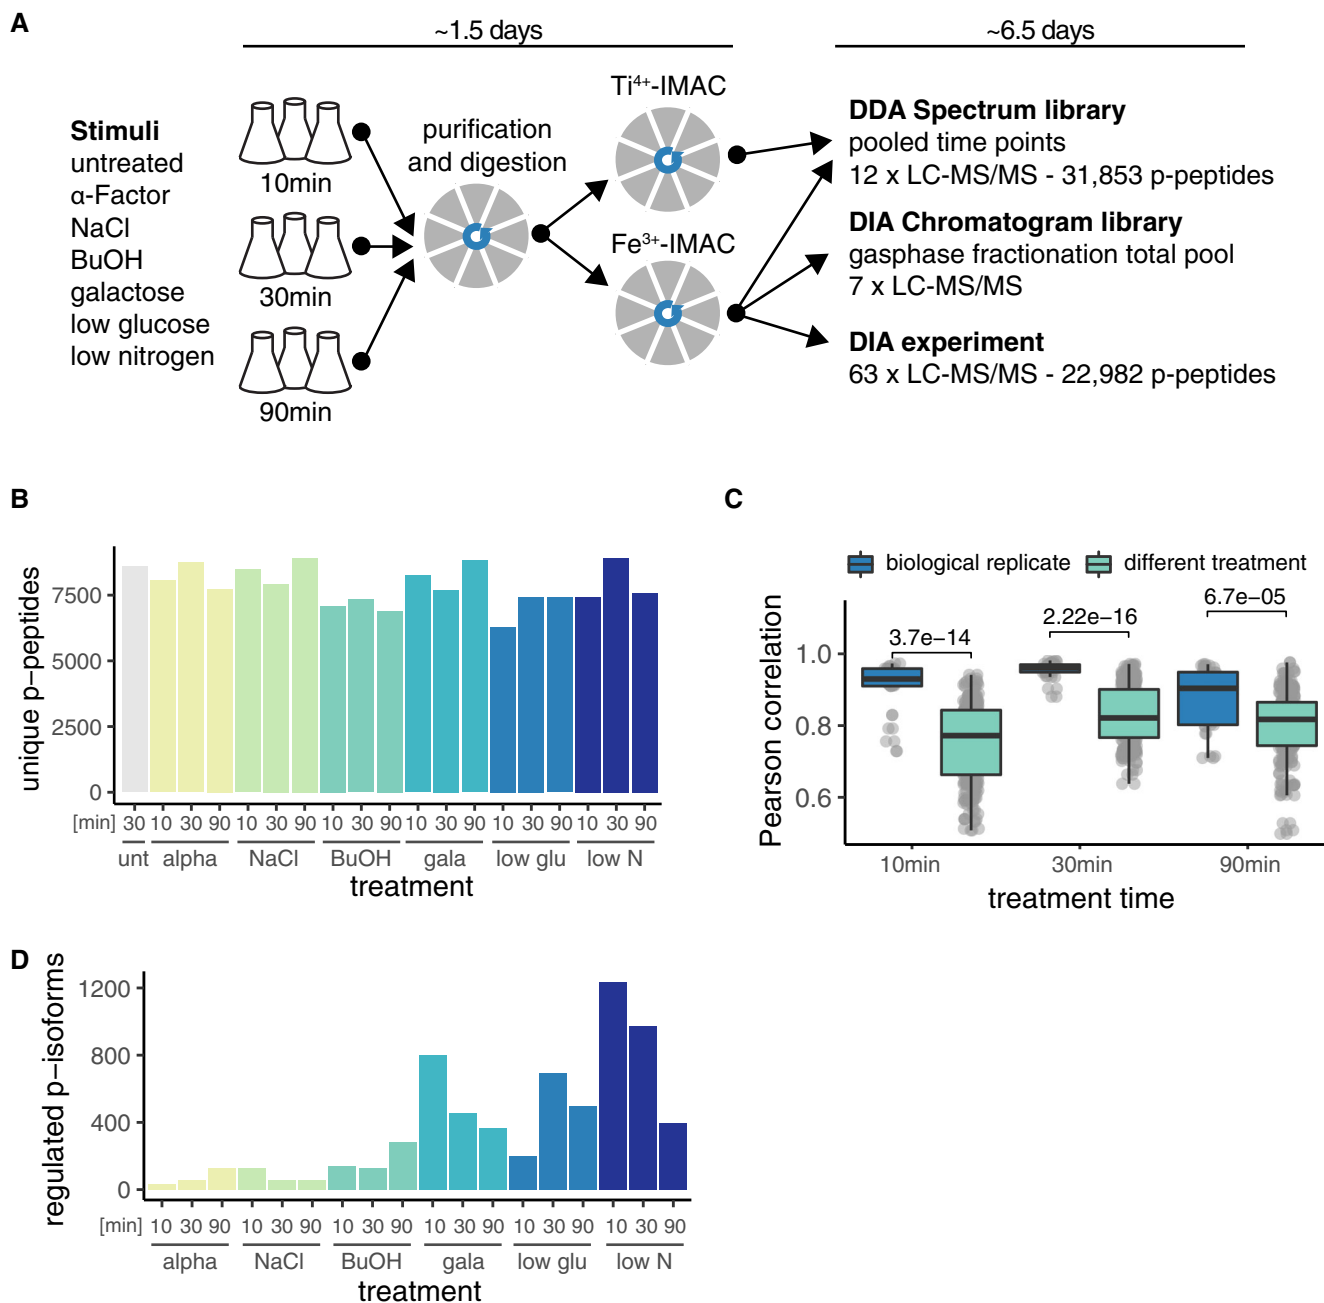 A
~1.5 days
~6.5 days
Stimuli
untreated
α-Factor
NaCl
BuOH
galactose
low glucose
low nitrogen
10min
30min
90min
purification
and digestion
Ti4+-IMAC
Fe3+-IMAC
DDA Spectrum library
pooled time points
12 x LC-MS/MS - 31,853 p-peptides
DIA Chromatogram library
gasphase fractionation total pool
7 x LC-MS/MS
DIA experiment
63 x LC-MS/MS - 22,982 p-peptides
B
unique p−peptides
7500
5000
2500
0
[min] 30 10 30 90 10 30 90 10 30 90 10 30 90 10 30 90 10 30 90
unt alpha NaCl BuOH gala low glu low N
treatment
C
biological replicate different treatment
Pearson correlation
1.0
0.8
0.6
3.7e−14
2.22e−16
6.7e−05
10min 30min 90min
treatment time
D
regulated p−isoforms
1200
800
400
0
[min] 10 30 90 10 30 90 10 30 90 10 30 90 10 30 90 10 30 90
alpha NaCl BuOH gala low glu low N
treatment